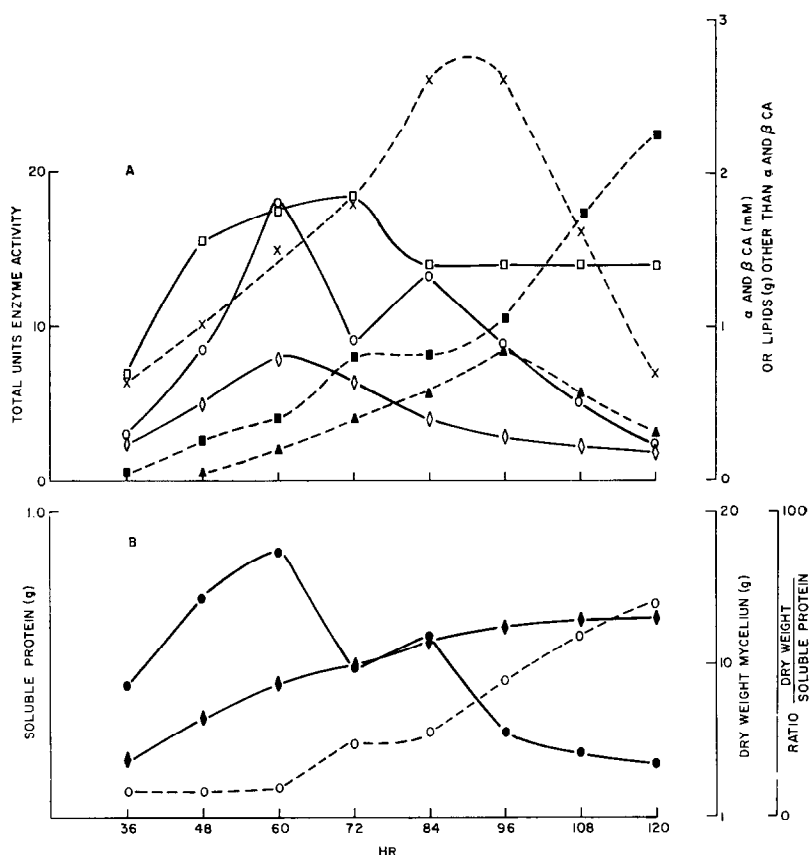 A
TOTAL UNITS ENZYME ACTIVITY
20
10
0
3
2
1
0
α AND β CA (mM)
OR LIPIDS (g) OTHER THAN α AND β CA
B
SOLUBLE PROTEIN (g)
1.0
20
10
1
DRY WEIGHT MYCELIUN (g)
100
0
RATIO DRY WEIGHT
SOLUBLE PROTEIN
36 48 60 72 84 96 108 120
HR